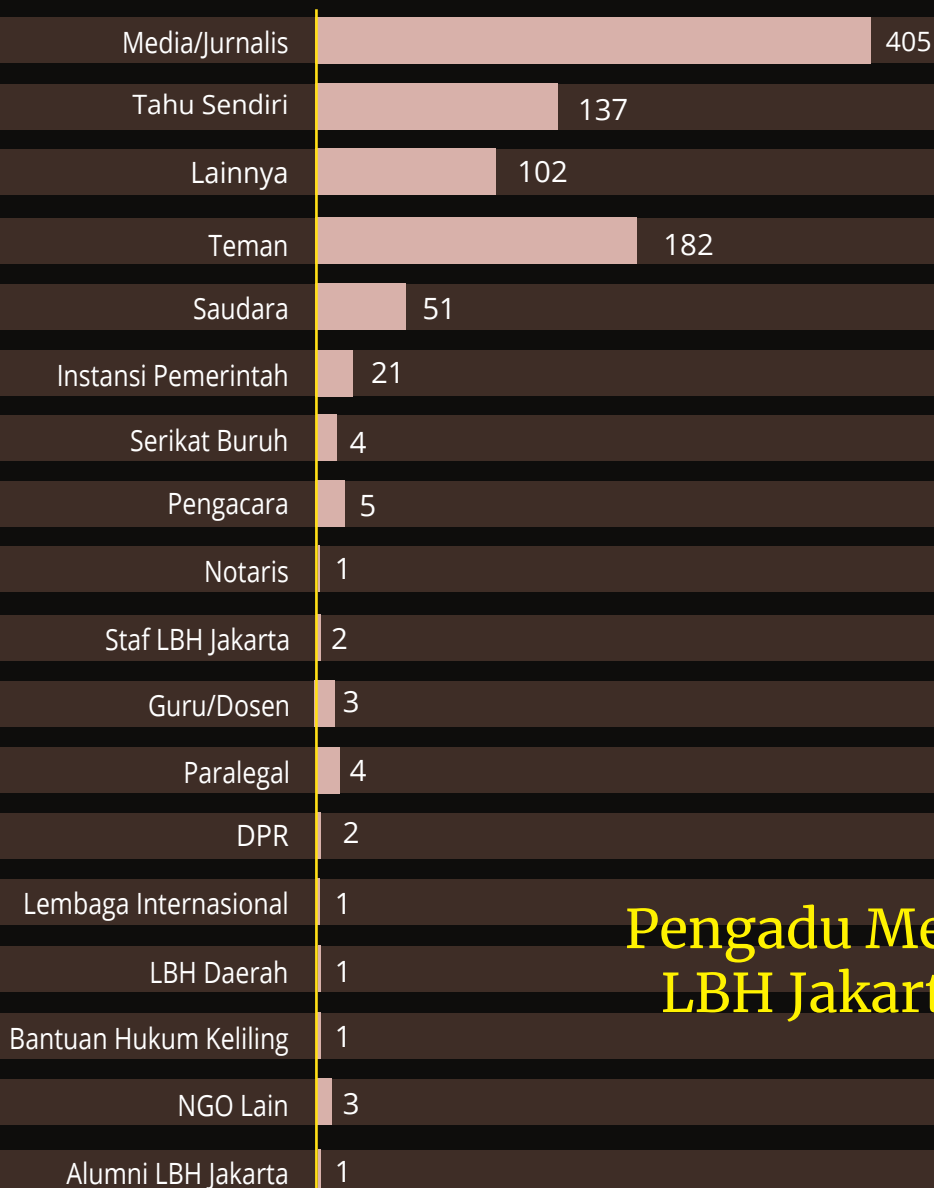 Media/Jurnalis 405
Tahu Sendiri 137
Lainnya 102
Teman 182
Saudara 51
Instansi Pemerintah 21
Serikat Buruh 4
Pengacara 5
Notaris 1
Staf LBH Jakarta 2
Guru/Dosen 3
Paralegal 4
DPR 2
Lembaga Internasional 1
LBH Daerah 1
Bantuan Hukum Keliling 1
NGO Lain 3
Alumni LBH Jakarta 1
Pengadu
LBH